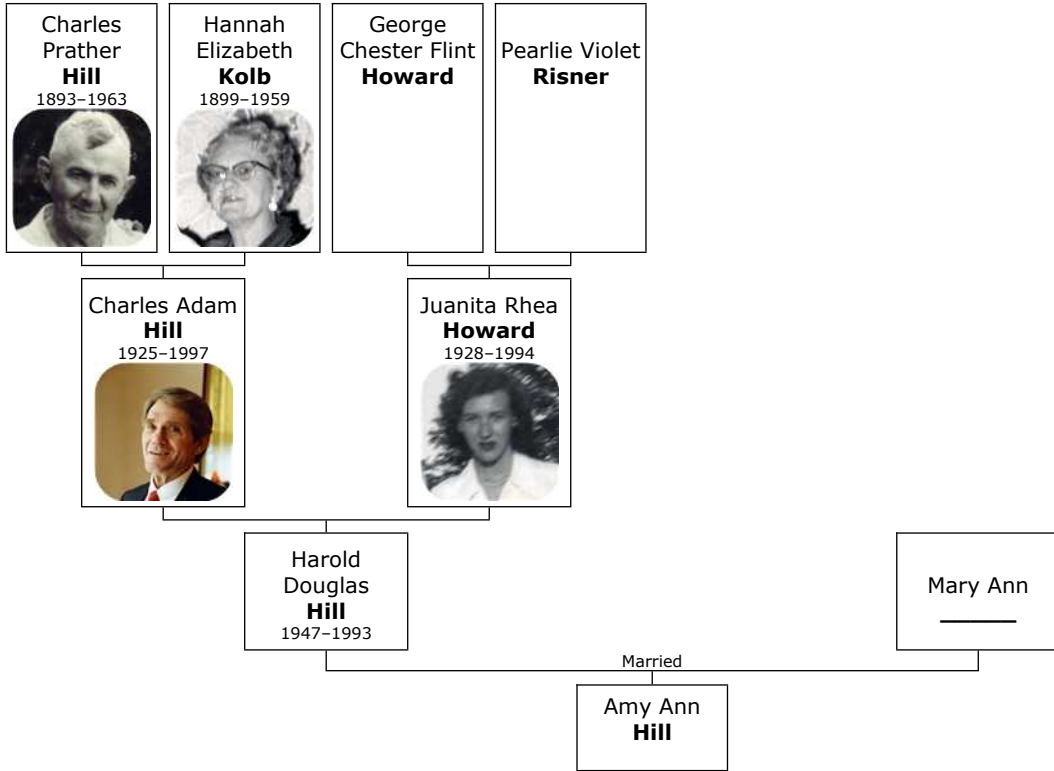 Charles
Prather
Hill
1893–1963
Hannah
Elizabeth
Kolb
1899–1959
George
Chester Flint
Howard
Pearlie Violet
Risner
Charles Adam
Hill
1925–1997
Juanita Rhea
Howard
1928–1994
Harold
Douglas
Hill
1947–1993
Mary Ann
______
Married
Amy Ann
Hill